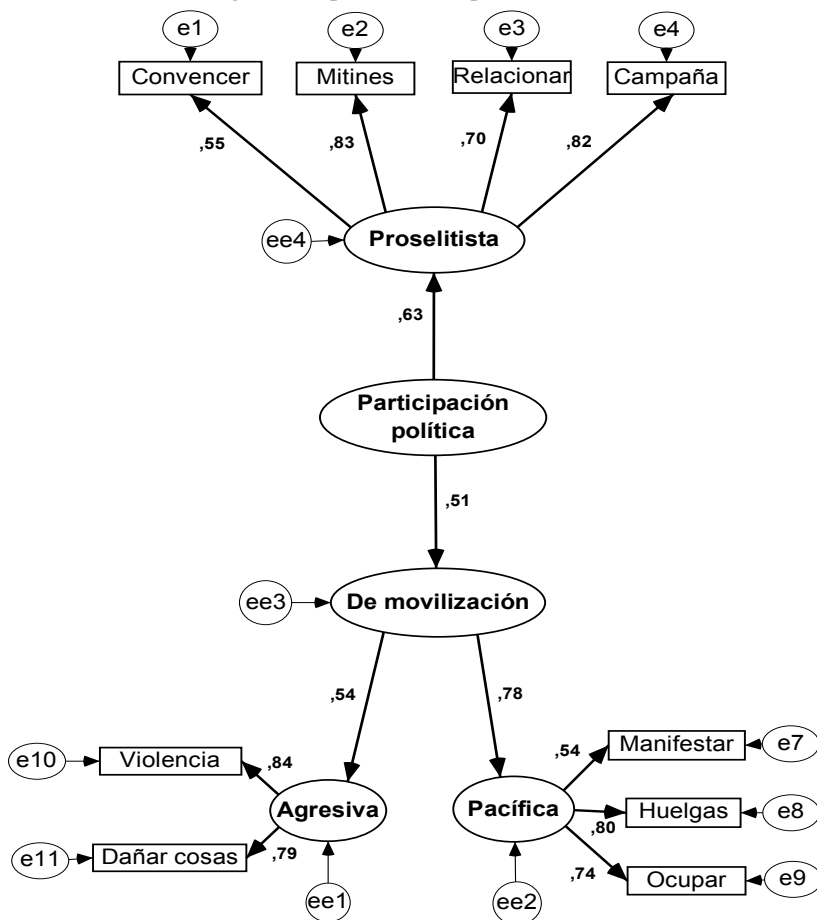 e1
e2
e3
e4
Convencer
Mitines
Relacionar
Campaña
,55
,83
,70
,82
ee4
Proselitista
,63
Participación
política
,51
ee3
De movilización
,54
,78
e10
Violencia
,84
Agresiva
,79
e11
Dañar cosas
ee1
Pacífica
,54
Manifestar
e7
,80
Huelgas
e8
,74
Ocupar
e9
ee2